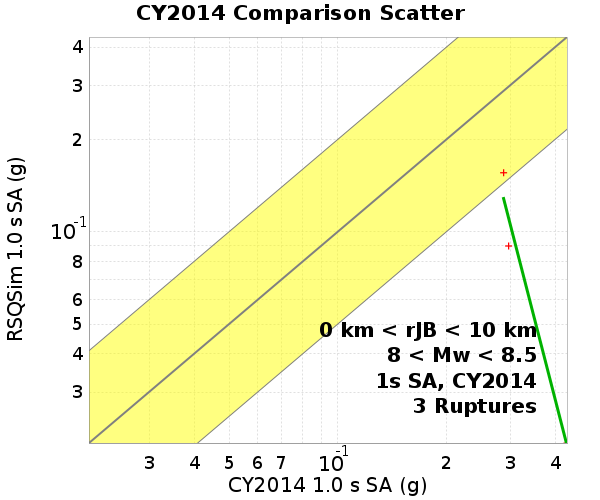 CY2014 Comparison Scatter
RSQSim 1.0 s SA (g)
4
3
2
10-1
8
6
5
4
3
0 km < rJB < 10 km
8 < Mw < 8.5
1s SA, CY2014
3 Ruptures
3 4 5 6 7 10-1 2 3 4
CY2014 1.0 s SA (g)